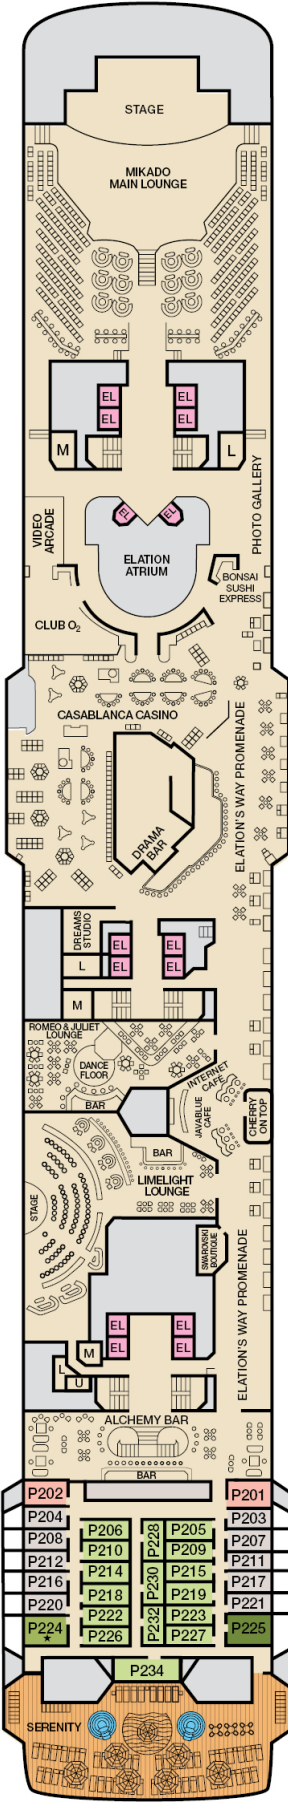 STAGE
MIKADO
MAIN LOUNGE
EL
EL
EL
EL
M
L
PHOTO GALLERY
VIDEO
ARCADE
EL
EL
ELATION
ATRIUM
BONSAI
SUSHI
EXPRESS
CLUB O2
CASABLANCA CASINO
ELATION'S WAY PROMENADE
DRAMA
BAR
DREAMS
STUDIO
EL
EL
L
EL
EL
M
ROMEO & JULIET
LOUNGE
DANCE
FLOOR
BAR
INTERNET
CAFE
JAVABLUE
CAFE
CHERRY
ON TOP
BAR
LIMELIGHT
LOUNGE
STAGE
SWAROVSKI
BOUTIQUE
ELATION'S WAY PROMENADE
EL
EL
EL
EL
M
L
U
ALCHEMY BAR
BAR
P202
P201
P204
P203
P206
P228
P205
P208
P207
P210
P209
P212
P211
P214
P230
P215
P216
P217
P218
P219
P220
P221
P222
P232
P223
P224
★
P225
P226
P227
P234
SERENITY